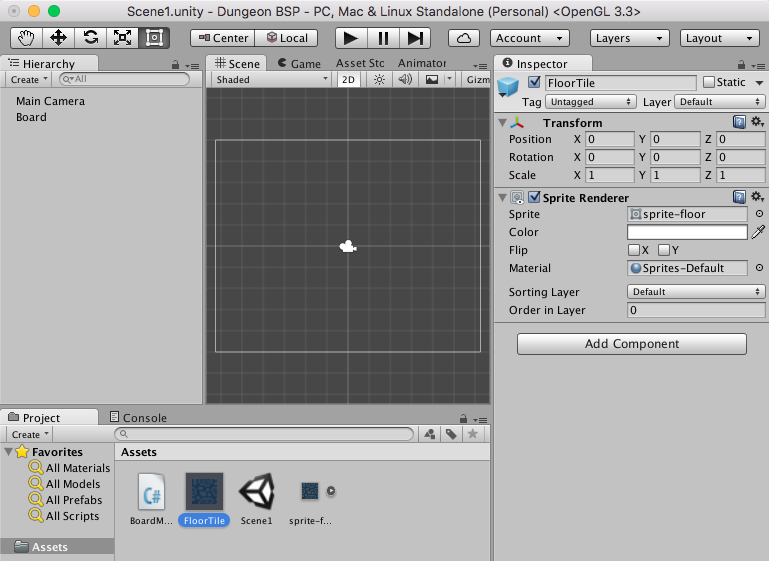 Scene1.unity - Dungeon BSP - PC, Mac & Linux Standalone (Personal) <OpenGL 3.3>
Center Local Account Layers Layout
Hierarchy
Create All
Main Camera
Board
Scene Game Asset Stc Animator
Shaded 2D Gizm
Inspector
FloorTile Static
Tag Untagged Layer Default
Transform
Position X 0 Y 0 Z 0
Rotation X 0 Y 0 Z 0
Scale X 1 Y 1 Z 1
Sprite Renderer
Sprite sprite-floor
Color
Flip X Y
Material Sprites-Default
Sorting Layer Default
Order in Layer 0
Add Component
Project Console
Create
Favorites
All Materials
All Models
All Prefabs
All Scripts
Assets
Assets
C#
BoardM... FloorTile Scene1 sprite-f...